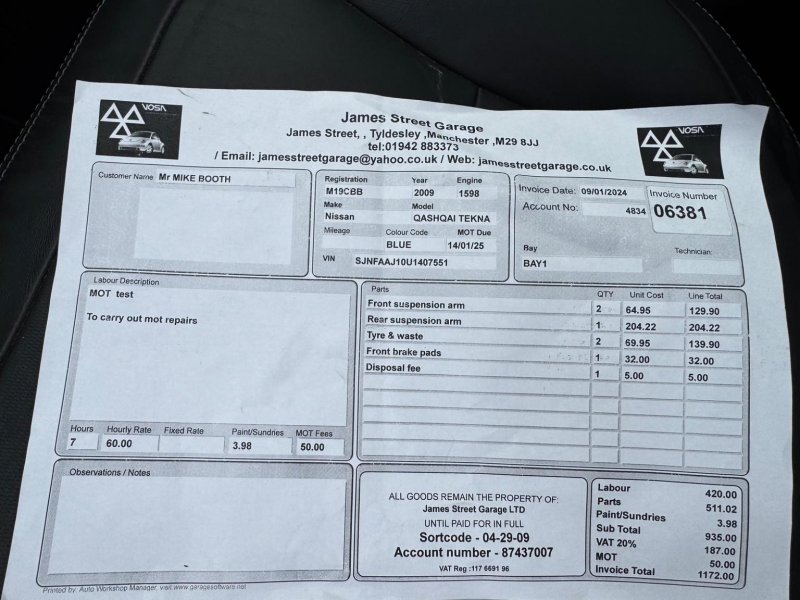 VOSA
James Street Garage
James Street, , Tyldesley ,Manchester ,M29 8JJ
tel:01942 883373
/ Email: jamesstreetgarage@yahoo.co.uk / Web: jamesstreetgarage.co.uk
VOSA
Customer Name Mr MIKE BOOTH
Registration Year Engine
M19CBB 2009 1598
Make Model
Nissan QASHQAI TEKNA
Mileage Colour Code MOT Due
BLUE 14/01/25
VIN SJNFAAJ10U1407551
Invoice Date: 09/01/2024
Account No: 4834
Invoice Number
06381
Bay Technician:
BAY1
Labour Description
MOT test
To carry out mot repairs
Hours Hourly Rate Fixed Rate Paint/Sundries MOT Fees
7 60.00 3.98 50.00
Parts QTY Unit Cost Line Total
Front suspension arm 2 64.95 129.90
Rear suspension arm 1 204.22 204.22
Tyre & waste 2 69.95 139.90
Front brake pads 1 32.00 32.00
Disposal fee 1 5.00 5.00
Observations / Notes
ALL GOODS REMAIN THE PROPERTY OF:
James Street Garage LTD
UNTIL PAID FOR IN FULL
Sortcode - 04-29-09
Account number - 87437007
VAT Reg :117 6691 96
Labour 420.00
Parts 511.02
Paint/Sundries 3.98
Sub Total 935.00
VAT 20% 187.00
MOT 50.00
Invoice Total 1172.00
Printed by: Auto Workshop Manager, visit www.garagesoftware.net